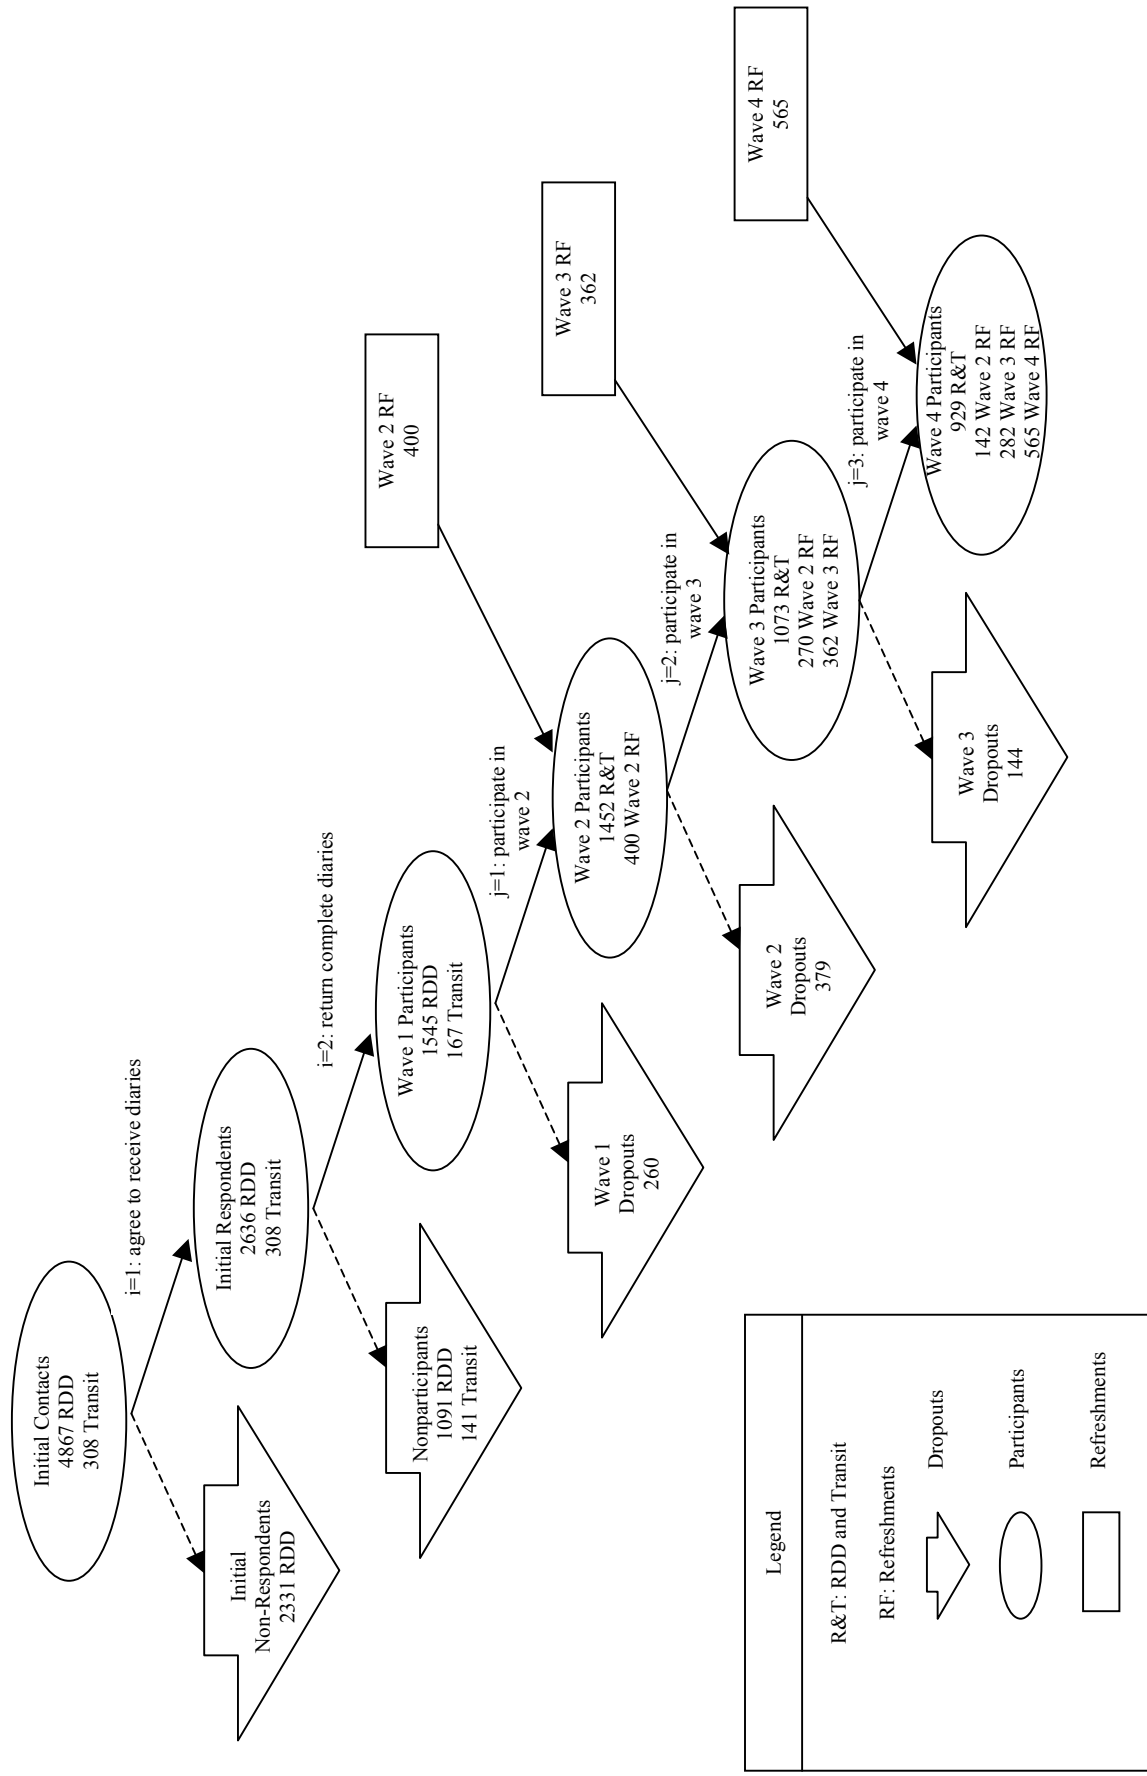 Initial Contacts
4867 RDD
308 Transit
i=1: agree to receive diaries
Initial
Non-Respondents
2331 RDD
Initial Respondents
2636 RDD
308 Transit
i=2: return complete diaries
Nonparticipants
1091 RDD
141 Transit
Wave 1 Participants
1545 RDD
167 Transit
j=1: participate in
wave 2
Wave 2 RF
400
Wave 1
Dropouts
260
Wave 2 Participants
1452 R&T
400 Wave 2 RF
j=2: participate in
wave 3
Wave 3 RF
362
Wave 2
Dropouts
379
Wave 3 Participants
1073 R&T
270 Wave 2 RF
362 Wave 3 RF
j=3: participate in
wave 4
Wave 4 RF
565
Wave 3
Dropouts
144
Wave 4 Participants
929 R&T
142 Wave 2 RF
282 Wave 3 RF
565 Wave 4 RF
Legend
R&T: RDD and Transit
RF: Refreshments
Dropouts
Participants
Refreshments